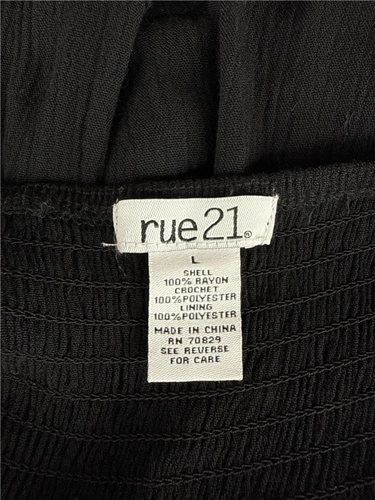 rue21®
L
SHELL
100% RAYON
CROCHET
100% POLYESTER
LINING
100% POLYESTER
MADE IN CHINA
RN 70829
SEE REVERSE
FOR CARE